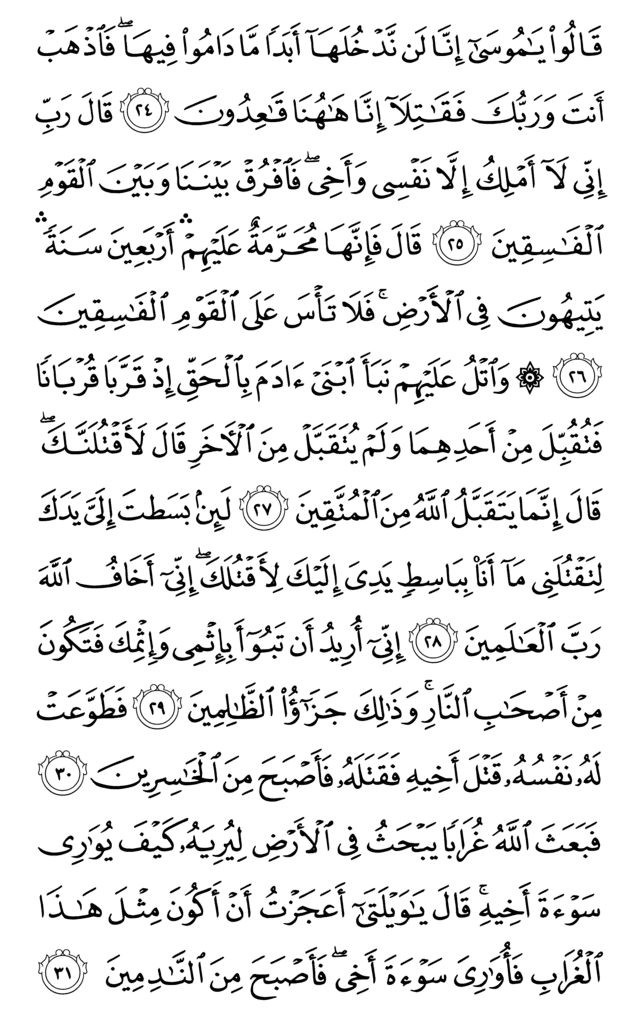 قَالُوا۟ يَـٰمُوسَىٰٓ إِنَّا لَن نَّدْخُلَهَآ أَبَدًا مَّا دَامُوا۟ فِيهَا ۖ فَٱذْهَبْ
أَنتَ وَرَبُّكَ فَقَـٰتِلَآ إِنَّا هَـٰهُنَا قَـٰعِدُونَ ٢٤ قَالَ رَبِّ
إِنِّى لَآ أَمْلِكُ إِلَّا نَفْسِى وَأَخِى ۖ فَٱفْرُقْ بَيْنَنَا وَبَيْنَ ٱلْقَوْمِ
ٱلْفَـٰسِقِينَ ٢٥ قَالَ فَإِنَّهَا مُحَرَّمَةٌ عَلَيْهِمْ ۛ أَرْبَعِينَ سَنَةً ۛ
يَتِيهُونَ فِى ٱلْأَرْضِ ۚ فَلَا تَأْسَ عَلَى ٱلْقَوْمِ ٱلْفَـٰسِقِينَ
٢٦ ۞ وَٱتْلُ عَلَيْهِمْ نَبَأَ ٱبْنَىْ ءَادَمَ بِٱلْحَقِّ إِذْ قَرَّبَا قُرْبَانًا
فَتُقُبِّلَ مِنْ أَحَدِهِمَا وَلَمْ يُتَقَبَّلْ مِنَ ٱلْـَٔاخَرِ قَالَ لَأَقْتُلَنَّكَ ۖ
قَالَ إِنَّمَا يَتَقَبَّلُ ٱللَّهُ مِنَ ٱلْمُتَّقِينَ ٢٧ لَئِنۢ بَسَطتَ إِلَىَّ يَدَكَ
لِتَقْتُلَنِى مَآ أَنَا۠ بِبَاسِطٍ يَدِىَ إِلَيْكَ لِأَقْتُلَكَ ۖ إِنِّىٓ أَخَافُ ٱللَّهَ
رَبَّ ٱلْعَـٰلَمِينَ ٢٨ إِنِّىٓ أُرِيدُ أَن تَبُوٓأَ بِإِثْمِى وَإِثْمِكَ فَتَكُونَ
مِنْ أَصْحَـٰبِ ٱلنَّارِ ۚ وَذَٰلِكَ جَزَٰٓؤُا۟ ٱلظَّـٰلِمِينَ ٢٩ فَطَوَّعَتْ
لَهُۥ نَفْسُهُۥ قَتْلَ أَخِيهِ فَقَتَلَهُۥ فَأَصْبَحَ مِنَ ٱلْخَـٰسِرِينَ ٣٠
فَبَعَثَ ٱللَّهُ غُرَابًا يَبْحَثُ فِى ٱلْأَرْضِ لِيُرِيَهُۥ كَيْفَ يُوَٰرِى
سَوْءَةَ أَخِيهِ ۚ قَالَ يَـٰوَيْلَتَىٰٓ أَعَجَزْتُ أَنْ أَكُونَ مِثْلَ هَـٰذَا
ٱلْغُرَابِ فَأُوَٰرِىَ سَوْءَةَ أَخِى ۖ فَأَصْبَحَ مِنَ ٱلنَّـٰدِمِينَ ٣١